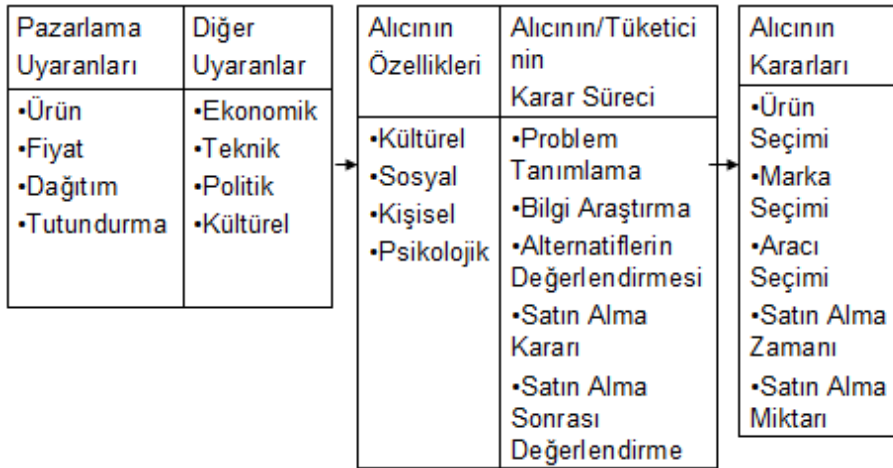 Pazarlama
Uyaranları
•Ürün
•Fiyat
•Dağıtım
•Tutundurma
Diğer
Uyaranlar
•Ekonomik
•Teknik
•Politik
•Kültürel
Alıcının
Özellikleri
•Kültürel
•Sosyal
•Kişisel
•Psikolojik
Alıcının/Tüketici
nin
Karar Süreci
•Problem
Tanımlama
•Bilgi Araştırma
•Alternatiflerin
Değerlendirmesi
•Satın Alma
Kararı
•Satın Alma
Sonrası
Değerlendirme
Alıcının
Kararları
•Ürün
Seçimi
•Marka
Seçimi
•Aracı
Seçimi
•Satın Alma
Zamanı
•Satın Alma
Miktarı